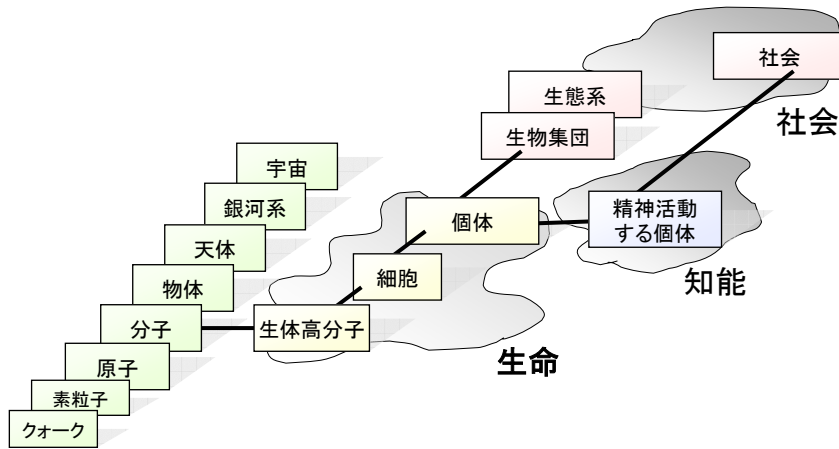 社会
生態系
社会
生物集団
宇宙
銀河系
個体
精神活動
する個体
天体
細胞
物体
知能
分子
生体高分子
生命
原子
素粒子
クォーク